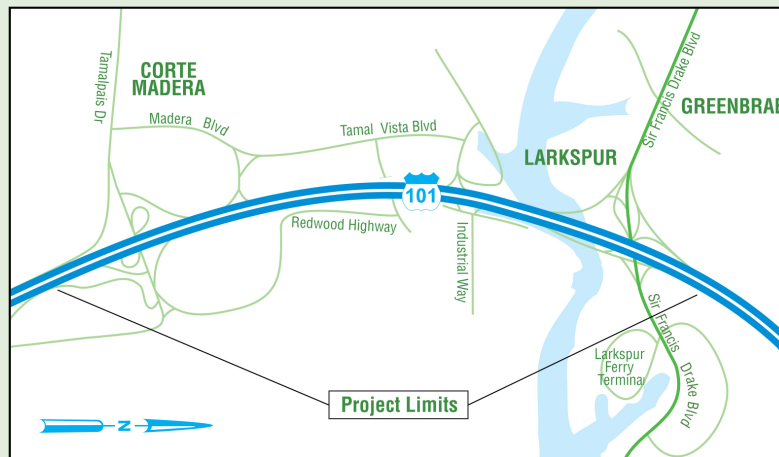 Tamalpais Dr
CORTE
MADERA
Madera Blvd
Tamal Vista Blvd
Sir Francis Drake Blvd
GREENBRAE
LARKSPUR
101
Redwood Highway
Industrial Way
Sir Francis Drake Blvd
Larkspur
Ferry
Terminal
Project Limits
N